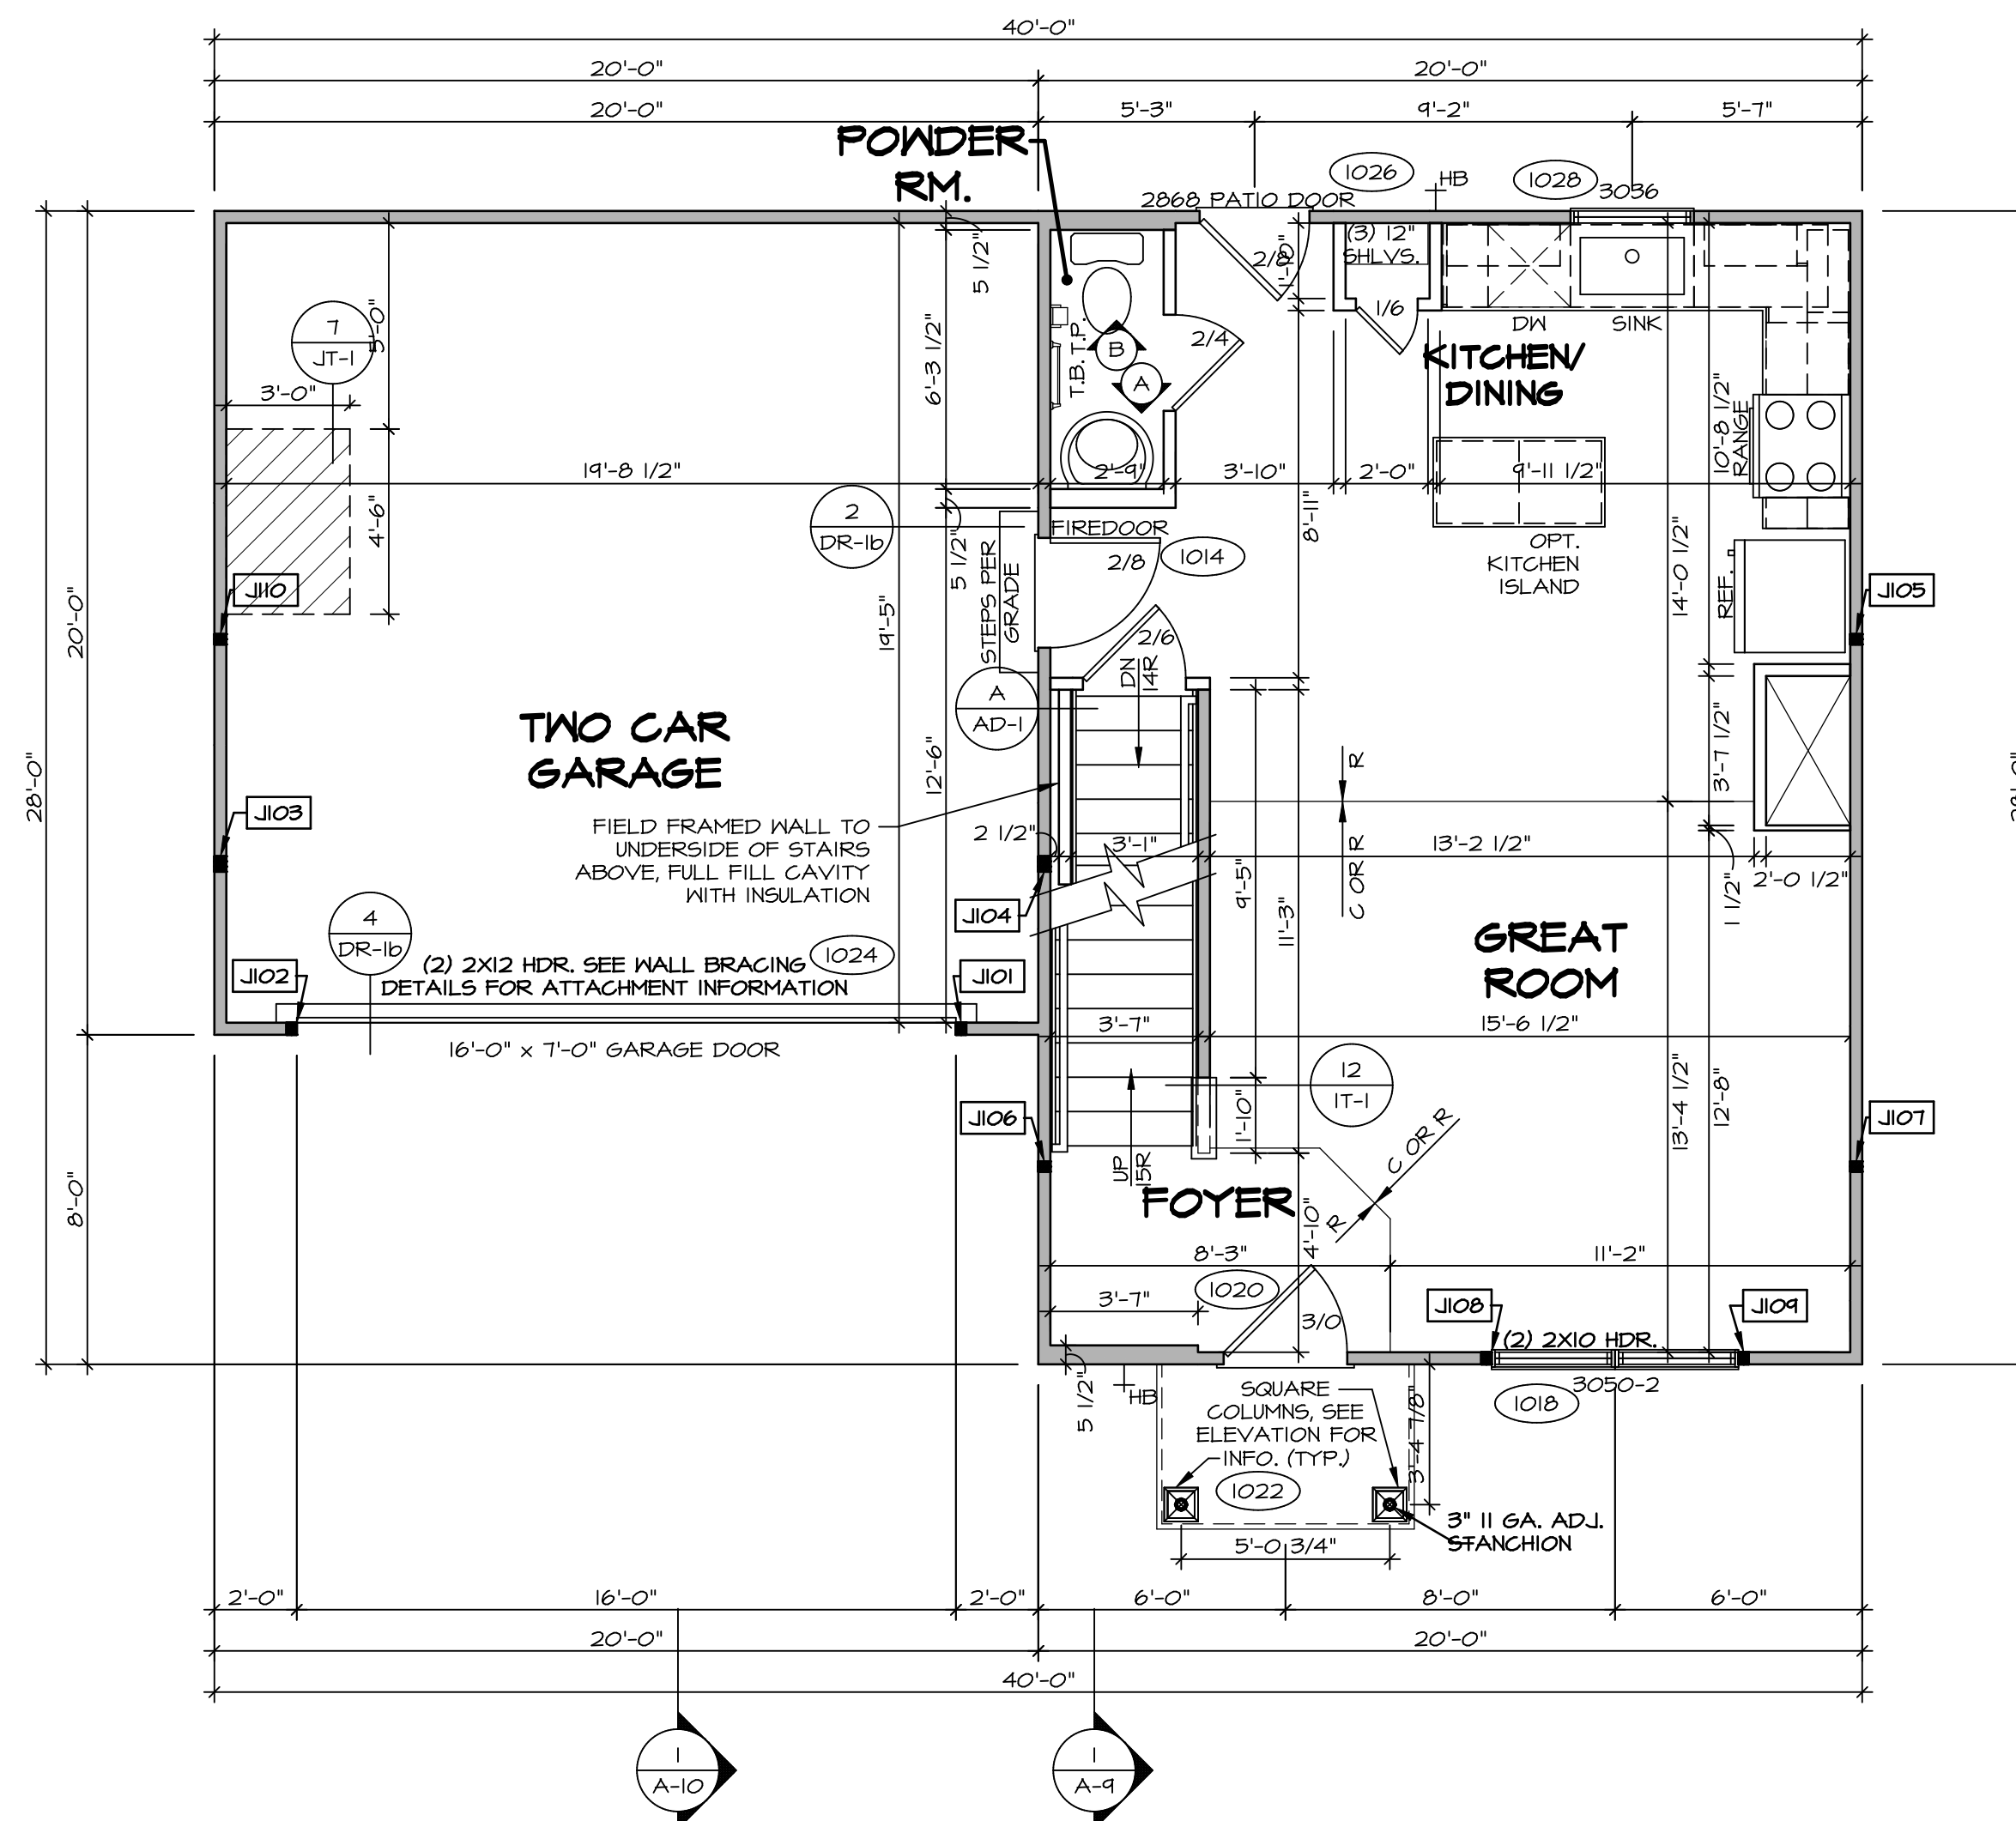 40'-0"
20'-0"
20'-0"
20'-0"
5'-3"
9'-2"
5'-7"
POWDER
RM.
1026
HB
1028
3036
2868 PATIO DOOR
(3) 12"
SHLVS.
2/8
1'-0"
5 1/2"
1/6
DW
SINK
7
JT-1
5'-0"
3'-0"
6'-3 1/2"
T.B. T.P.
B
A
2/4
KITCHEN/
DINING
10'-8 1/2"
RANGE
19'-8 1/2"
2'-9"
3'-10"
2'-0"
9'-11 1/2"
4'-6"
2
DR-1b
8'-11"
FIREDOOR
2/8
1014
OPT.
KITCHEN
ISLAND
14'-0 1/2"
REF.
5 1/2"
STEPS PER
GRADE
J110
J105
20'-0"
19'-5"
2/6
DN
14R
A
AD-1
TWO CAR
GARAGE
28'-0"
12'-6"
R
C OR R
3'-7 1/2"
J103
FIELD FRAMED WALL TO
UNDERSIDE OF STAIRS
ABOVE, FULL FILL CAVITY
WITH INSULATION
2 1/2"
3'-1"
13'-2 1/2"
9'-5"
11'-3"
1 1/2"
2'-0 1/2"
J104
GREAT
ROOM
4
DR-1b
1024
(2) 2X12 HDR. SEE WALL BRACING
DETAILS FOR ATTACHMENT INFORMATION
J102
J101
16'-0" x 7'-0" GARAGE DOOR
3'-7"
15'-6 1/2"
12
IT-1
1'-10"
13'-4 1/2"
12'-8"
J106
J107
C OR R
R
UP
15R
FOYER
8'-0"
4'-10"
8'-3"
11'-2"
1020
3'-7"
3/0
J108
J109
(2) 2X10 HDR.
3050-2
1018
5 1/2"
HB
SQUARE
COLUMNS, SEE
ELEVATION FOR
INFO. (TYP.)
1022
3'-4 7/8"
3" 11 GA. ADJ.
STANCHION
5'-0 3/4"
2'-0"
16'-0"
2'-0"
6'-0"
8'-0"
6'-0"
20'-0"
20'-0"
40'-0"
1
A-10
1
A-9